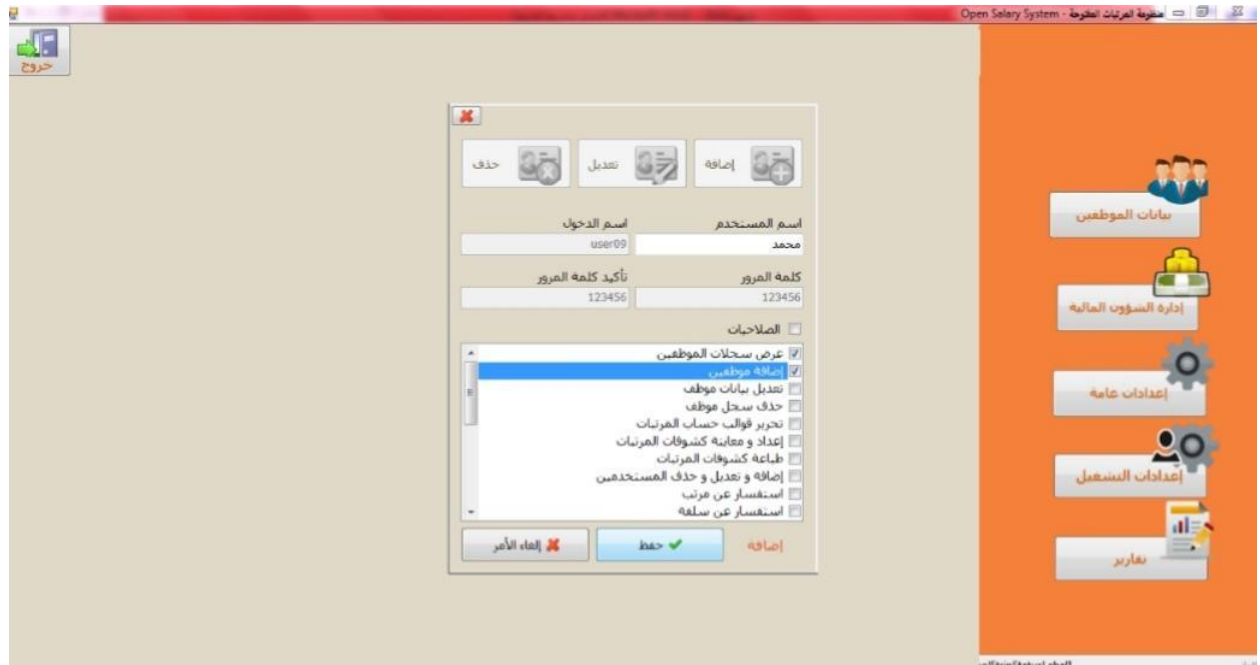 منظومة المرتبات المفتوحة - Open Salary System
خروج
إضافة
تعديل
حذف
اسم المستخدم
اسم الدخول
محمد
user09
كلمة المرور
تأكيد كلمة المرور
123456
123456
الصلاحيات
عرض سجلات الموظفين
إضافة موظفين
تعديل بيانات موظف
حذف سجل موظف
تحرير قوالب حساب المرتبات
إعداد و معاينة كشوفات المرتبات
طباعة كشوفات المرتبات
إضافة و تعديل و حذف المستخدمين
استفسار عن مرتب
استفسار عن سلفة
إضافة
حفظ
إلغاء الأمر
بيانات الموظفين
إدارة الشؤون المالية
إعدادات عامة
إعدادات التشغيل
تقارير